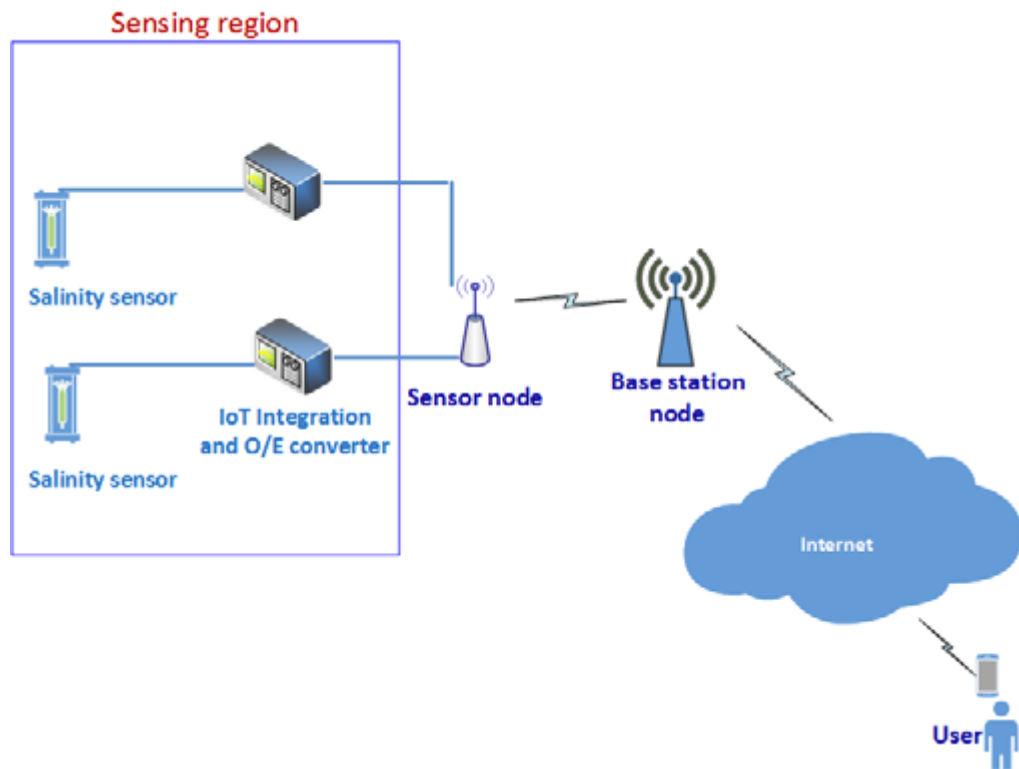 Sensing region
Salinity sensor
Sensor node
Base station
node
IoT Integration
and O/E converter
Salinity sensor
Internet
User